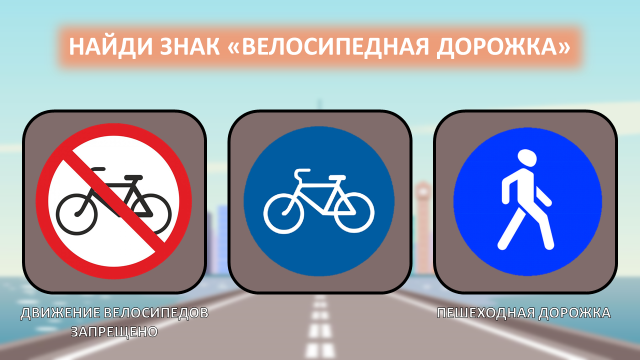 НАЙДИ ЗНАК «ВЕЛОСИПЕДНАЯ ДОРОЖКА»
ДВИЖЕНИЕ ВЕЛОСИПЕДОВ
ЗАПРЕЩЕНО
ПЕШЕХОДНАЯ ДОРОЖКА